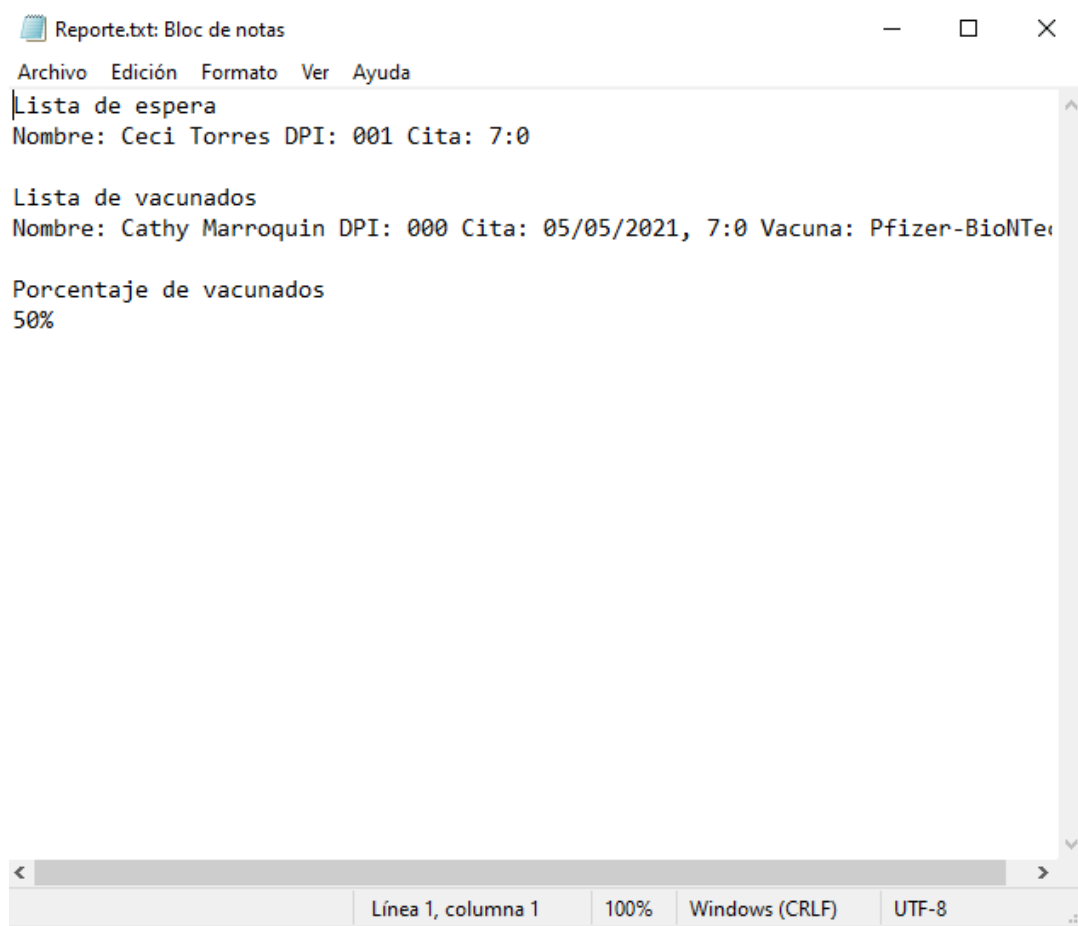 Reporte.txt: Bloc de notas
Archivo Edición Formato Ver Ayuda
Lista de espera
Nombre: Ceci Torres DPI: 001 Cita: 7:0
Lista de vacunados
Nombre: Cathy Marroquin DPI: 000 Cita: 05/05/2021, 7:0 Vacuna:
Porcentaje de vacunados
50%
Línea 1, columna 1 100% Windows (CRLF) UTF-8